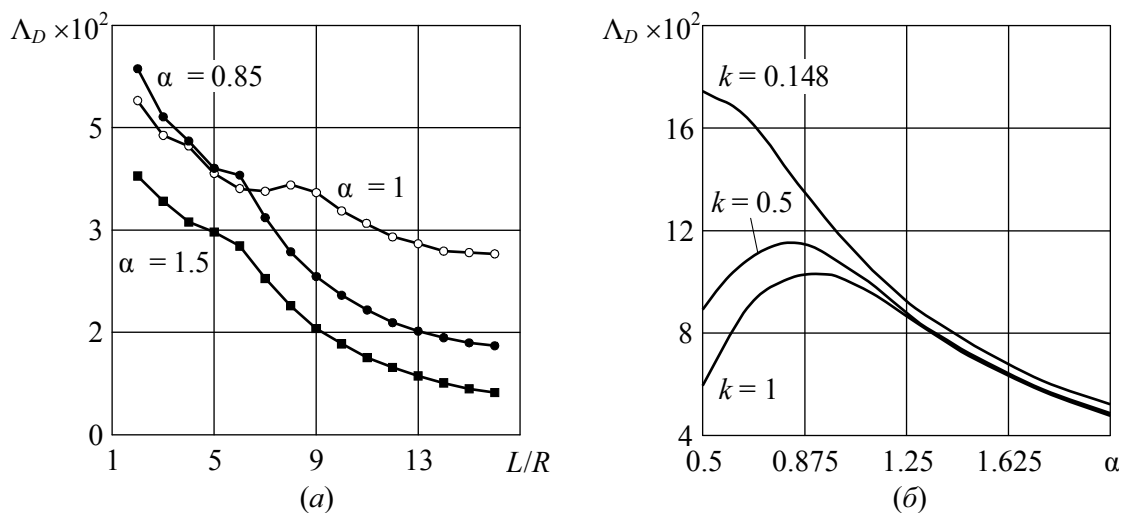 Λ_D ×10²
α = 0.85
5
α = 1
3
α = 1.5
2
0
1 5 9 13 L/R
(а)
Λ_D ×10²
k = 0.148
16
k = 0.5
12
8
k = 1
4
0.5 0.875 1.25 1.625 α
(б)